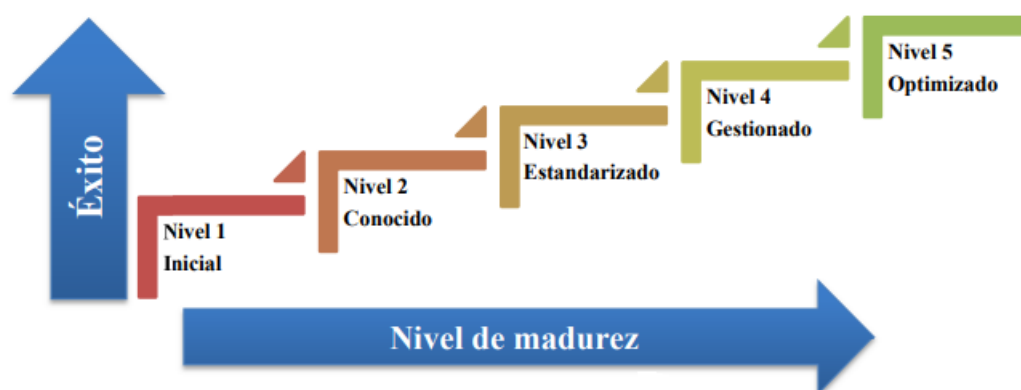 Éxito
Nivel 1
Inicial
Nivel 2
Conocido
Nivel 3
Estandarizado
Nivel 4
Gestionado
Nivel 5
Optimizado
Nivel de madurez